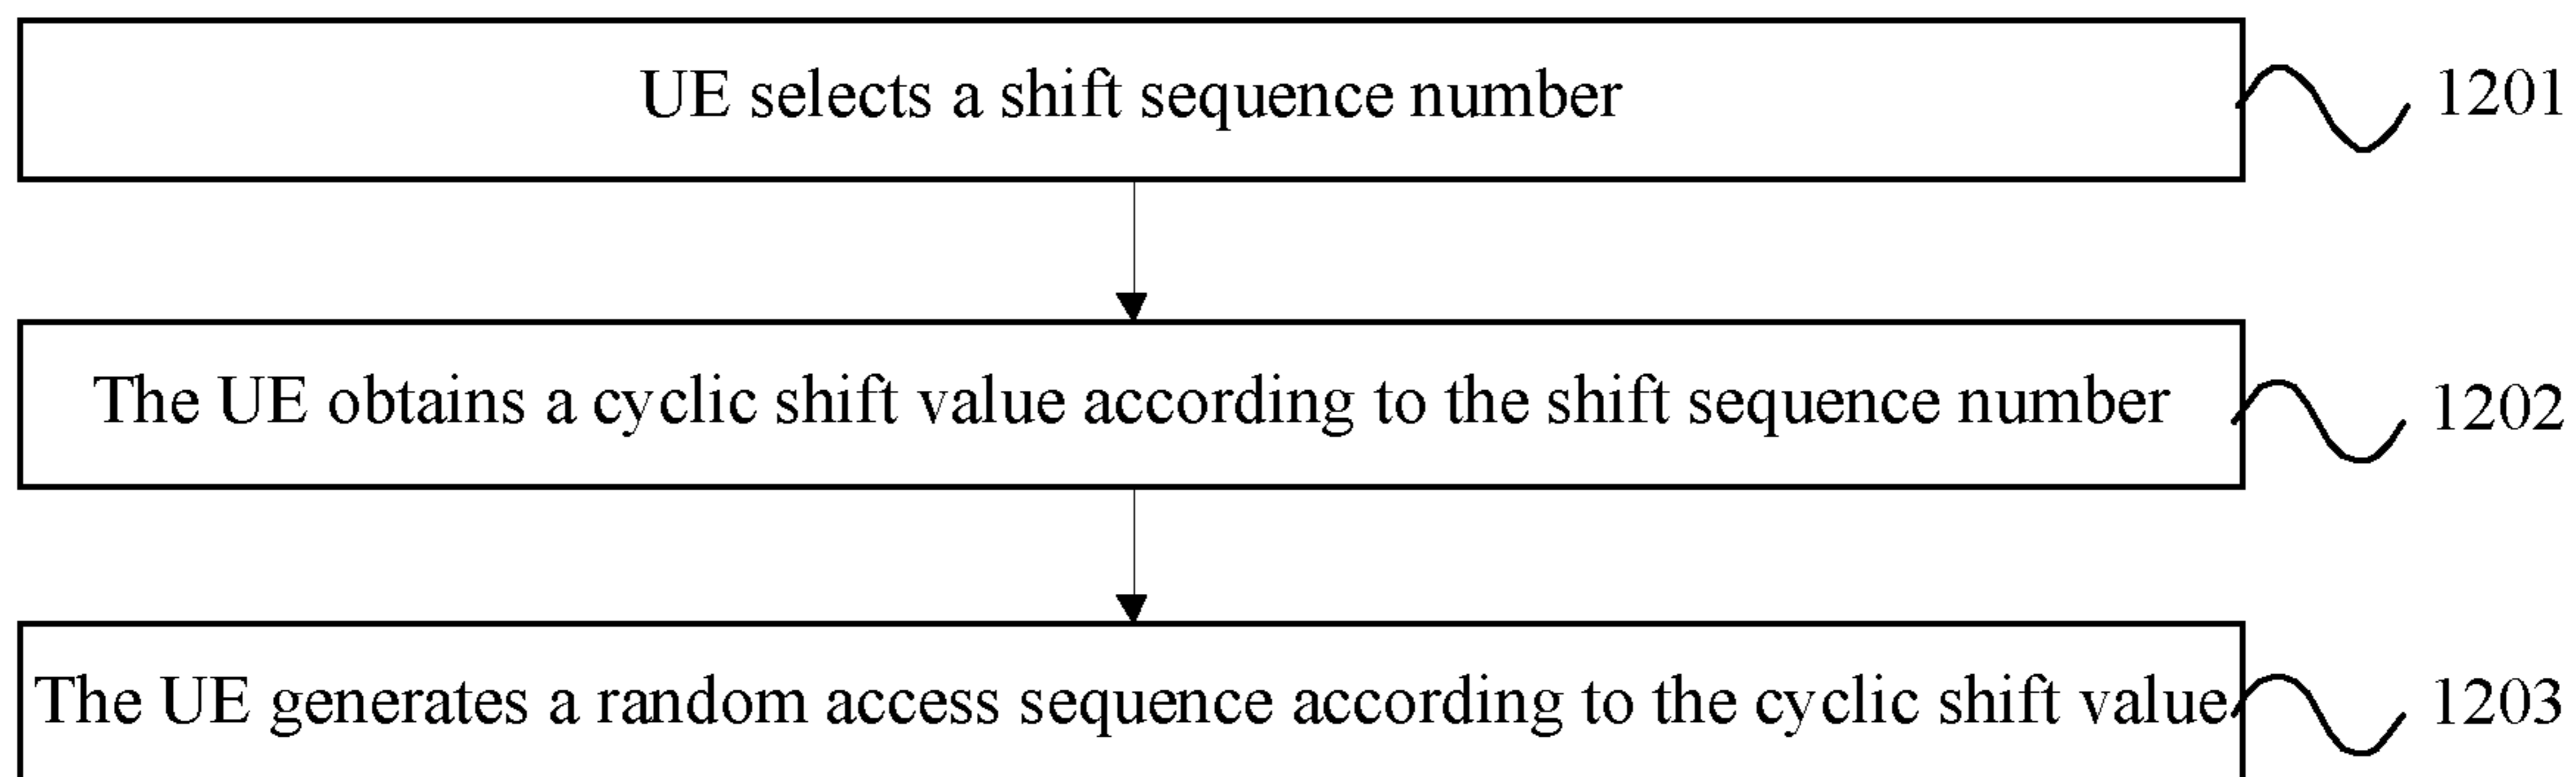 UE selects a shift sequence number
1201
The UE obtains a cyclic shift value according to the shift sequence number
1202
The UE generates a random access sequence according to the cyclic shift value
1203